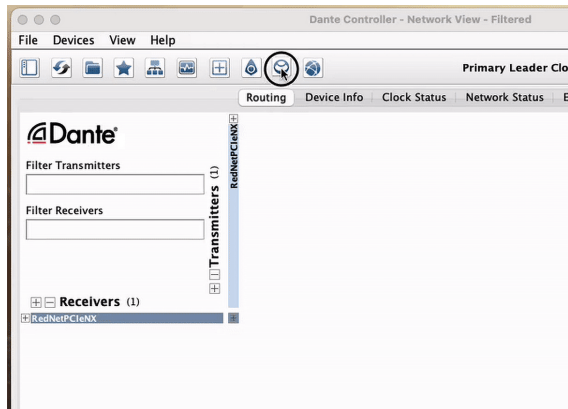 Dante Controller - Network View - Filtered
File Devices View Help
Primary Leader Clo
Routing Device Info Clock Status Network Status E
Dante
Filter Transmitters
Filter Receivers
RedNetPCIeNX
Transmitters (1)
Receivers (1)
RedNetPCIeNX